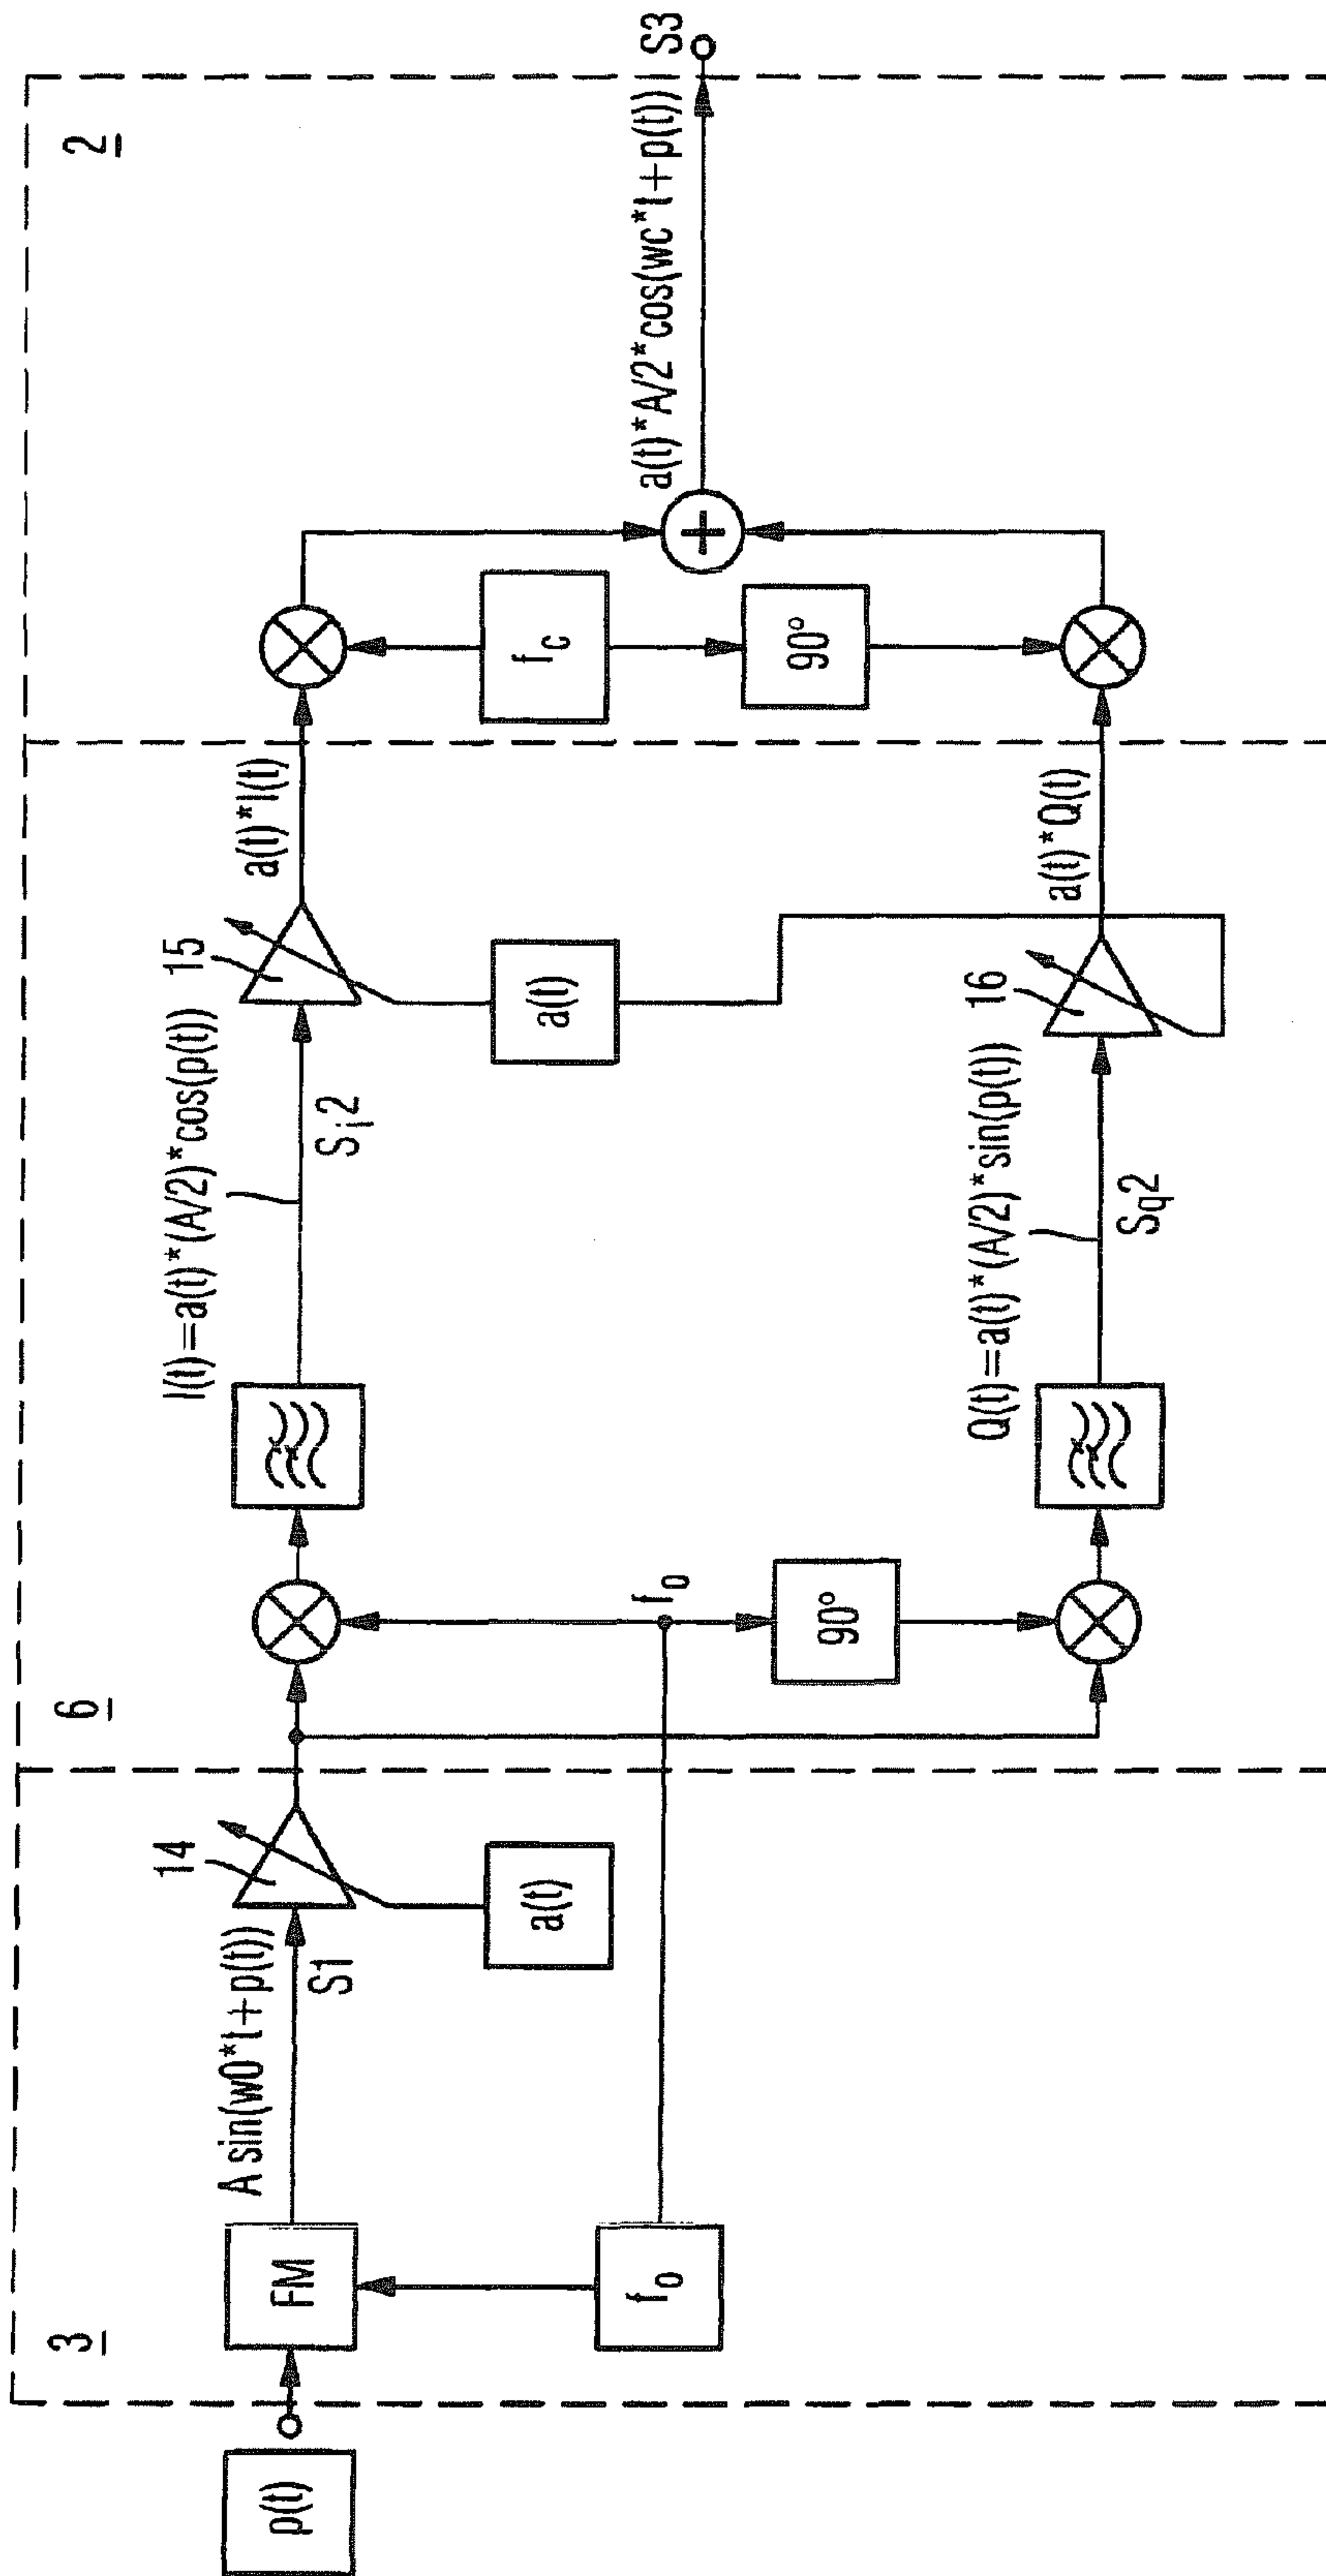 p(t)
3
FM
f0
A sin(w0*t+p(t))
S1
14
a(t)
6
f0
90°
I(t)=a(t)*(A/2)*cos(p(t))
Si2
15
a(t)
a(t)*I(t)
Q(t)=a(t)*(A/2)*sin(p(t))
Sq2
16
a(t)*Q(t)
2
fc
90°
+
a(t)*A/2*cos(wc*t+p(t))
S3